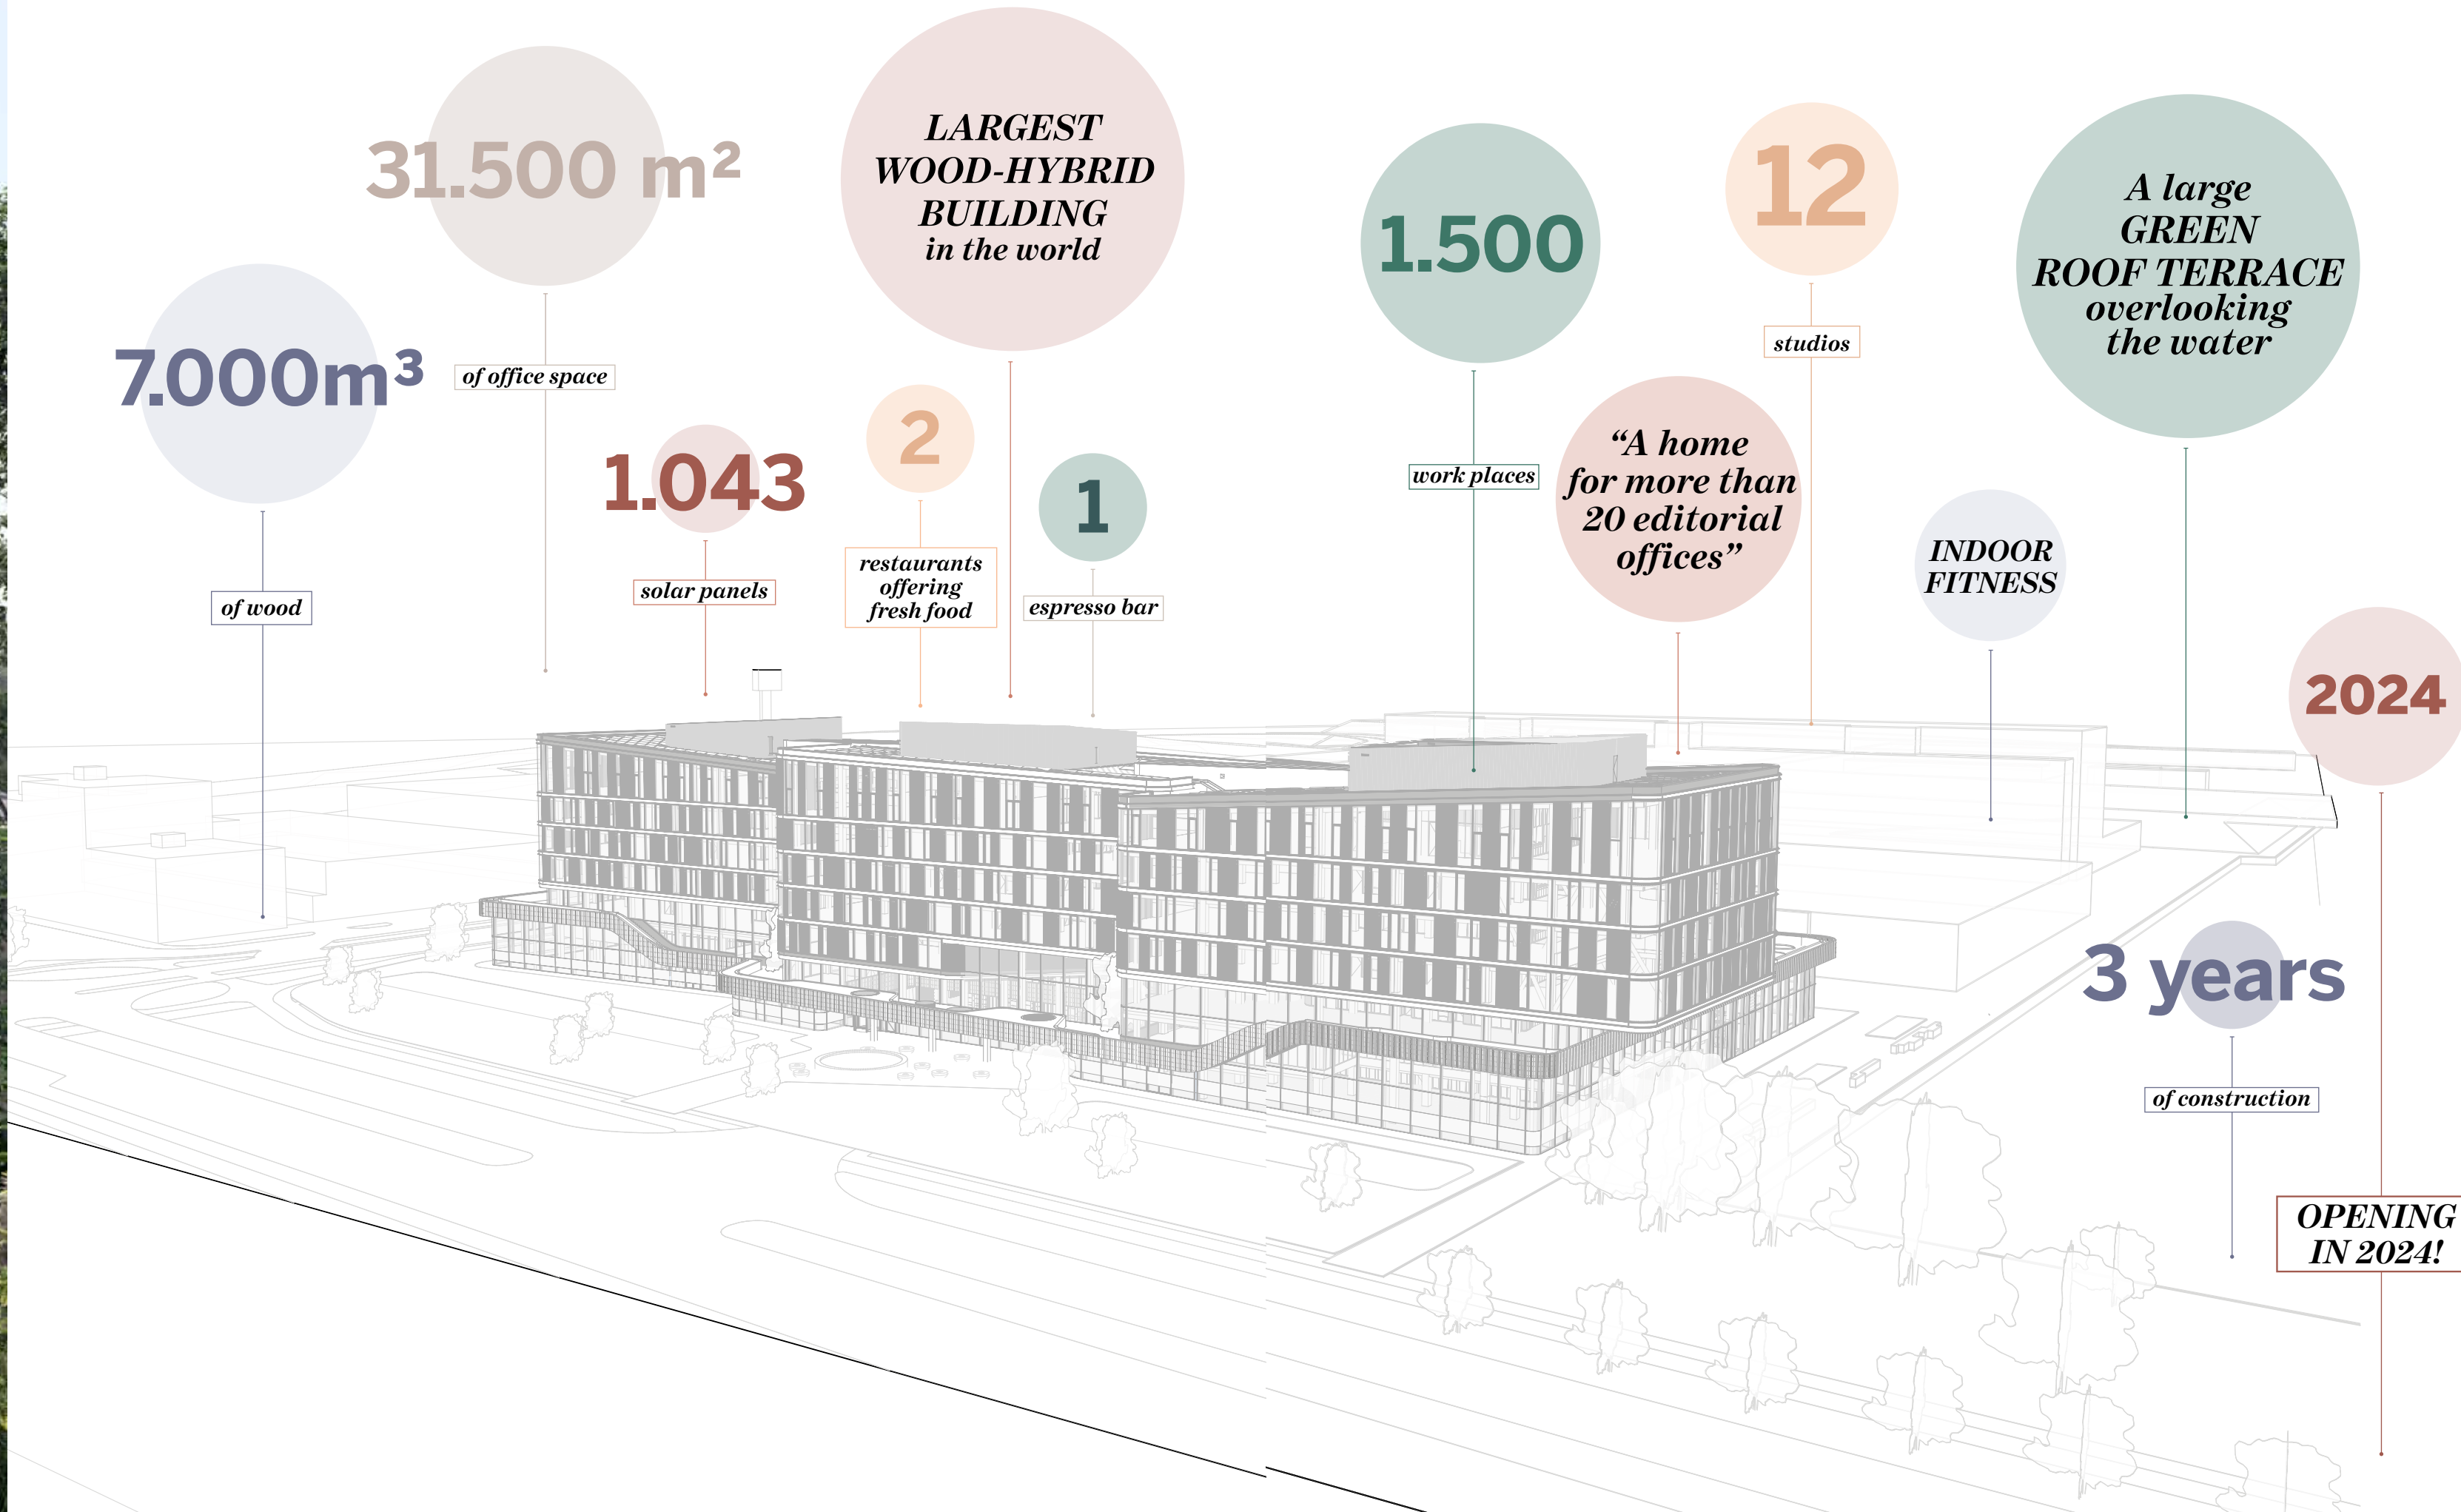 7.000m³
of wood
31.500 m²
of office space
1.043
solar panels
LARGEST
WOOD-HYBRID
BUILDING
in the world
2
restaurants
offering
fresh food
1
espresso bar
1.500
work places
"A home
for more than
20 editorial
offices"
12
studios
INDOOR
FITNESS
A large
GREEN
ROOF TERRACE
overlooking
the water
3 years
of construction
2024
OPENING
IN 2024!